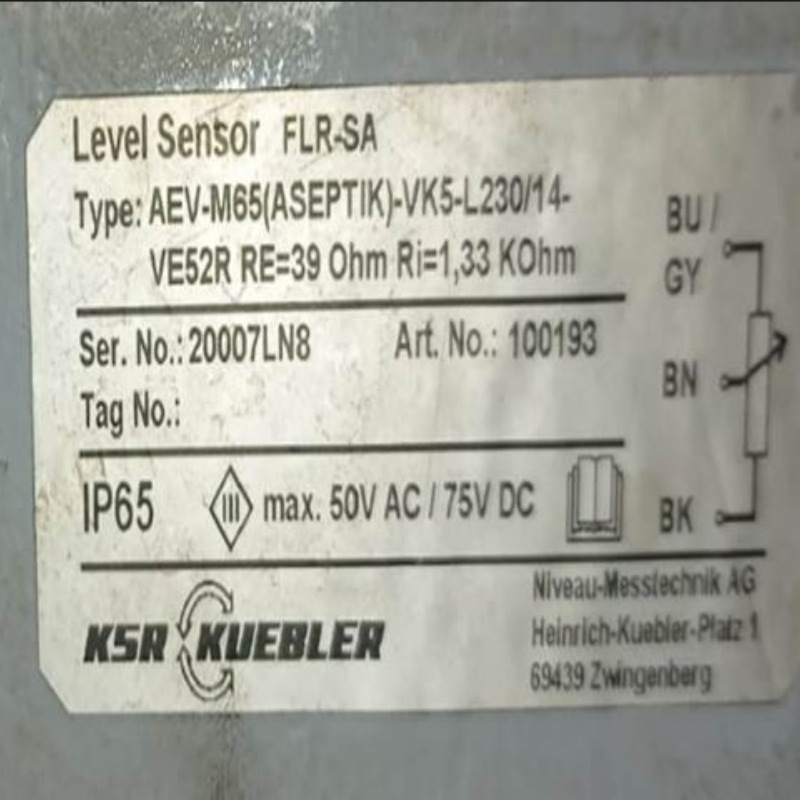 Level Sensor FLR-SA
Type: AEV-M65(ASEPTIK)-VK5-L230/14-
VE52R RE=39 Ohm Ri=1,33 KOhm
Ser. No.: 20007LN8 Art. No.: 100193
Tag No.:
BU /
GY
BN
BK
IP65 III max. 50V AC / 75V DC
KSR KUEBLER
Niveau-Messtechnik AG
Heinrich-Kuebler-Platz 1
69439 Zwingenberg